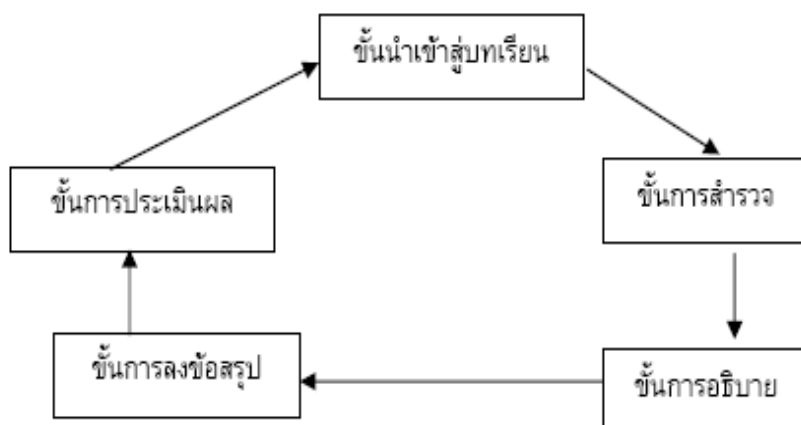 ขั้นนำเข้าสู่บทเรียน
ขั้นการสำรวจ
ขั้นการอธิบาย
ขั้นการลงข้อสรุป
ขั้นการประเมินผล